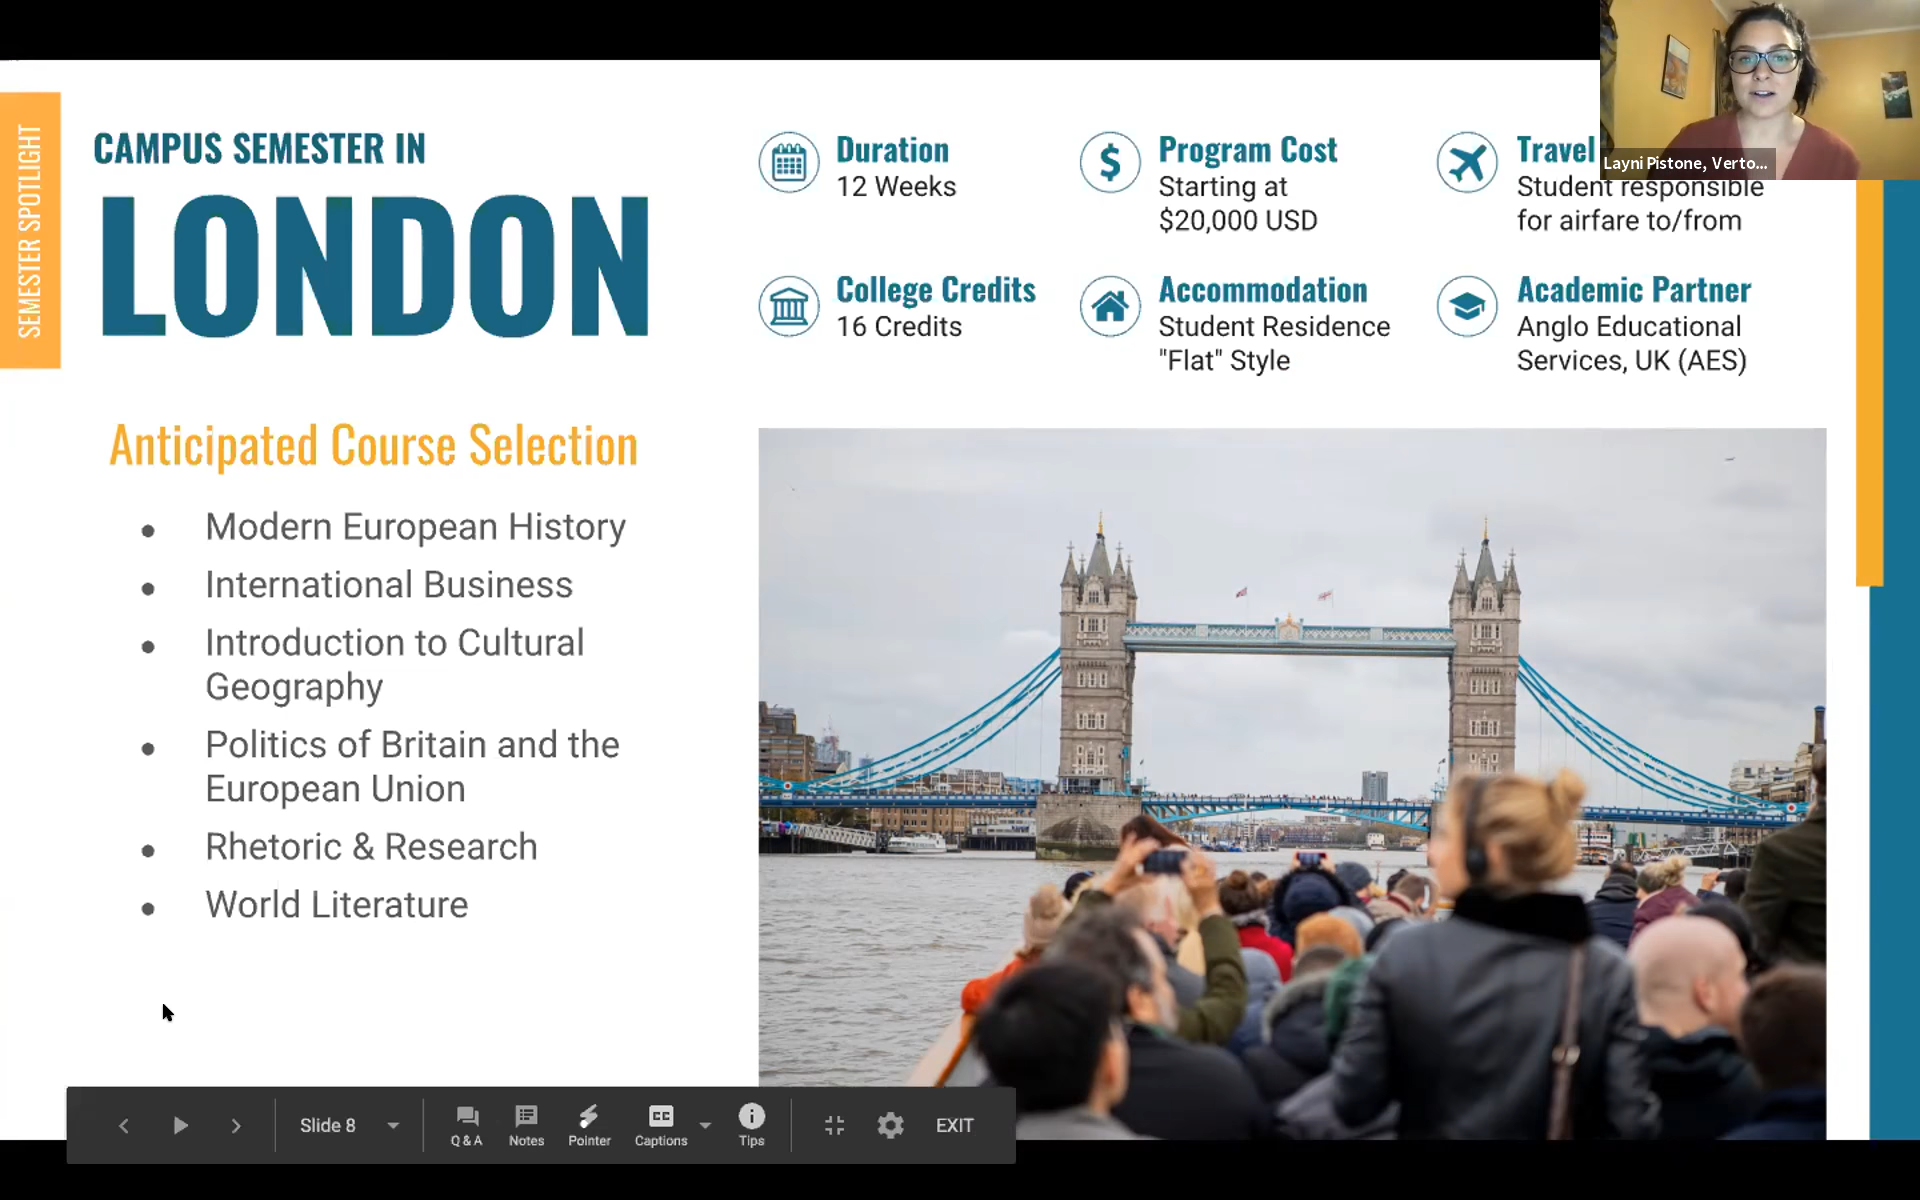 SEMESTER SPOTLIGHT
CAMPUS SEMESTER IN
LONDON
Duration
12 Weeks
Program Cost
Starting at
$20,000 USD
Travel
Student responsible
for airfare to/from
College Credits
16 Credits
Accommodation
Student Residence
"Flat" Style
Academic Partner
Anglo Educational
Services, UK (AES)
Layni Pistone, Verto...
Anticipated Course Selection
• Modern European History
• International Business
• Introduction to Cultural
Geography
• Politics of Britain and the
European Union
• Rhetoric & Research
• World Literature
Slide 8
Q & A
Notes
Pointer
CC
Captions
Tips
EXIT